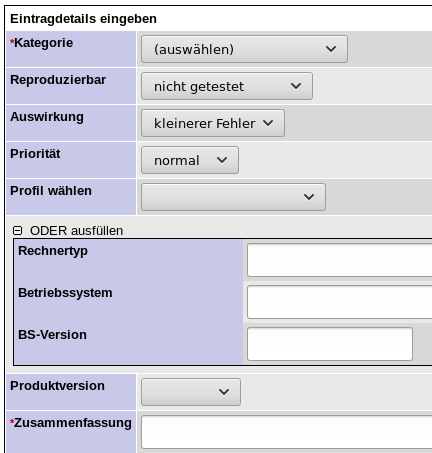 Eintragdetails eingeben
*Kategorie (auswählen)
Reproduzierbar nicht getestet
Auswirkung kleinerer Fehler
Priorität normal
Profil wählen
ODER ausfüllen
Rechnertyp
Betriebssystem
BS-Version
Produktversion
*Zusammenfassung